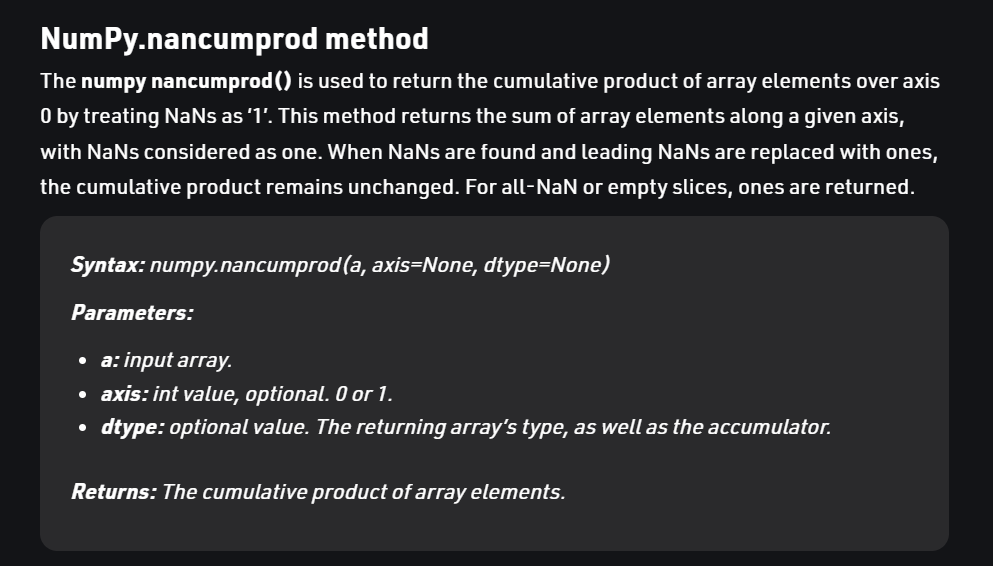 NumPy.nancumprod method
The numpy nancumprod() is used to return the cumulative product of array elements over axis
0 by treating NaNs as ‘1’. This method returns the sum of array elements along a given axis,
with NaNs considered as one. When NaNs are found and leading NaNs are replaced with ones,
the cumulative product remains unchanged. For all-NaN or empty slices, ones are returned.
Syntax: numpy.nancumprod(a, axis=None, dtype=None)
Parameters:
• a: input array.
• axis: int value, optional. 0 or 1.
• dtype: optional value. The returning array’s type, as well as the accumulator.
Returns: The cumulative product of array elements.